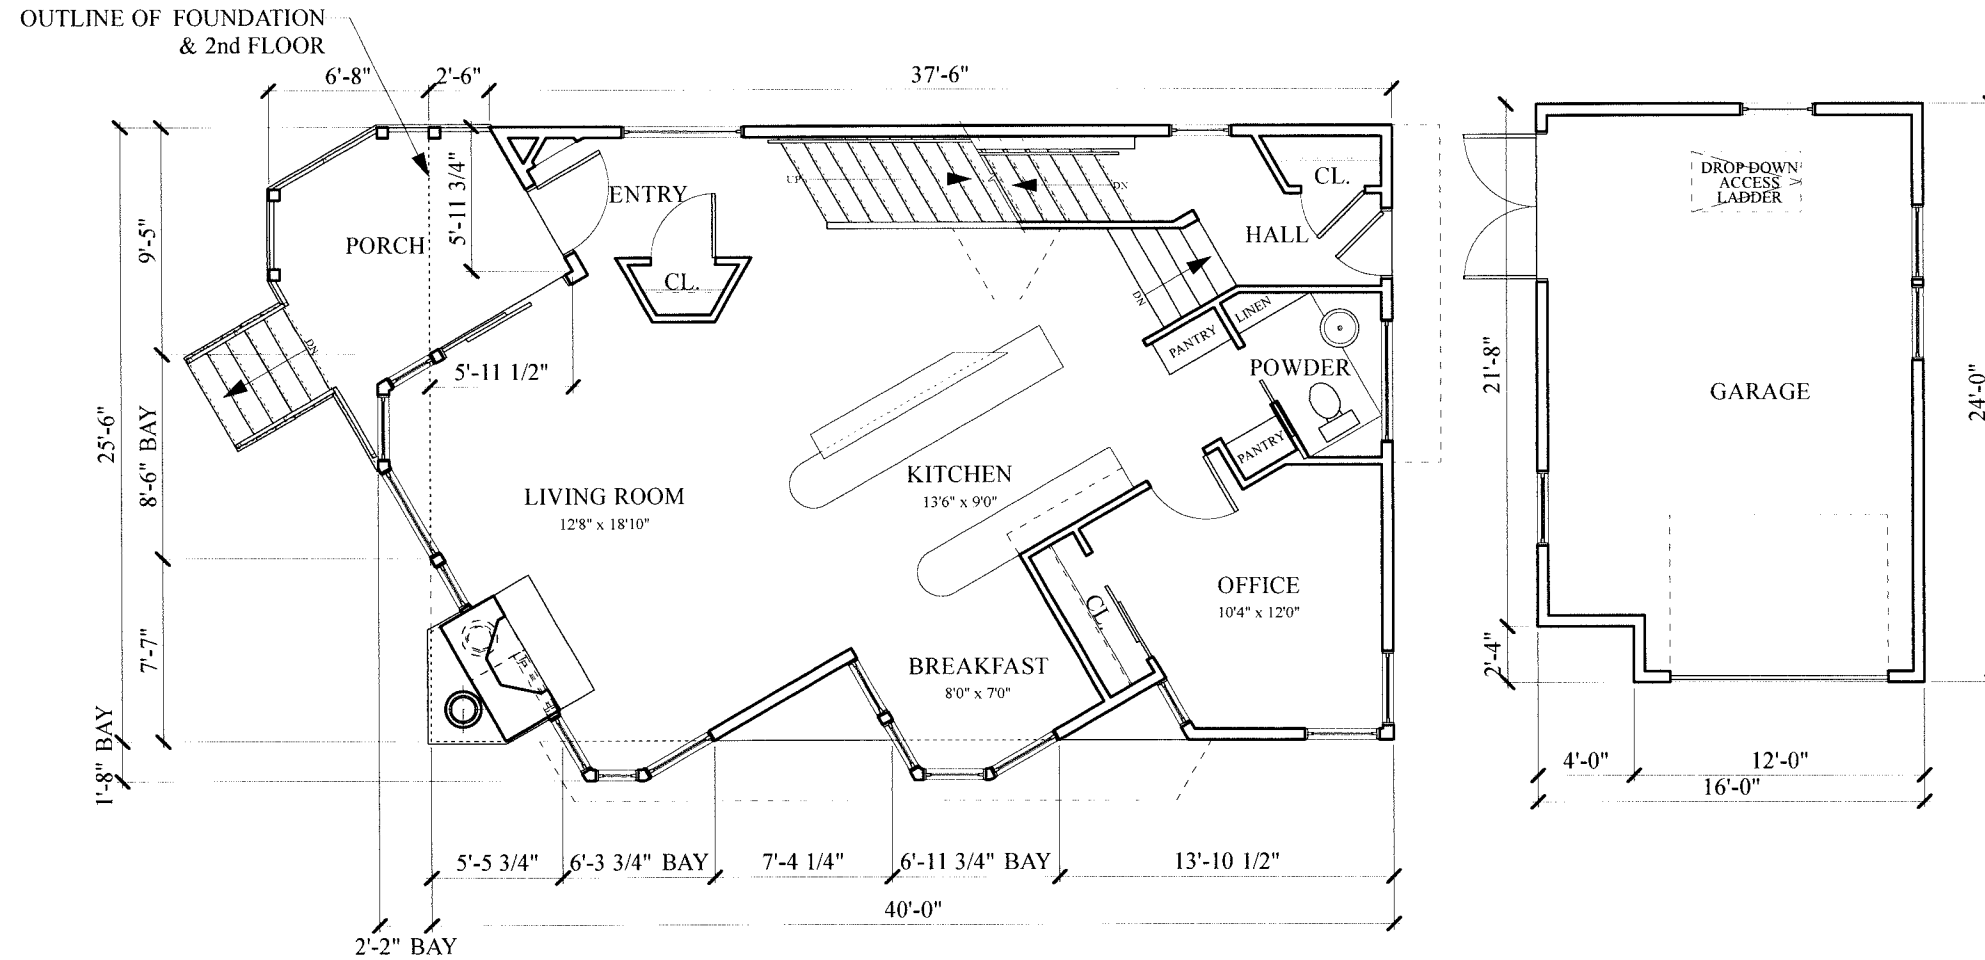 OUTLINE OF FOUNDATION
& 2nd FLOOR
6'-8"
2'-6"
37'-6"
5'-11 3/4"
ENTRY
UP
DN
CL.
DROP DOWN
ACCESS
LADDER
PORCH
9'-5"
HALL
CL.
DN
LINEN
PANTRY
DN
5'-11 1/2"
POWDER
21'-8"
GARAGE
24'-0"
25'-6"
8'-6" BAY
PANTRY
KITCHEN
13'6" x 9'0"
LIVING ROOM
12'8" x 18'10"
OFFICE
10'4" x 12'0"
CL.
7'-7"
BREAKFAST
8'0" x 7'0"
2'-4"
1'-8" BAY
4'-0"
12'-0"
16'-0"
5'-5 3/4"
6'-3 3/4" BAY
7'-4 1/4"
6'-11 3/4" BAY
13'-10 1/2"
40'-0"
2'-2" BAY